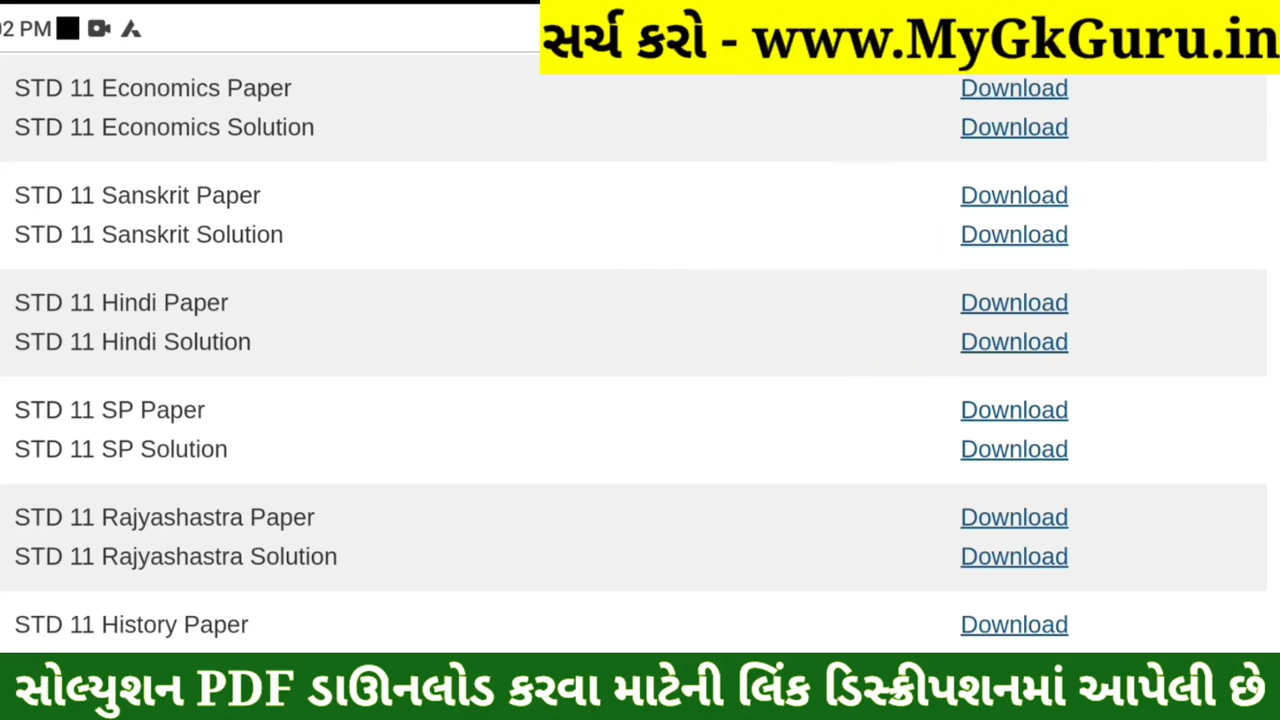 02 PM
સર્ચ કરો - www.MyGkGuru.in
STD 11 Economics Paper Download
STD 11 Economics Solution Download
STD 11 Sanskrit Paper Download
STD 11 Sanskrit Solution Download
STD 11 Hindi Paper Download
STD 11 Hindi Solution Download
STD 11 SP Paper Download
STD 11 SP Solution Download
STD 11 Rajyashastra Paper Download
STD 11 Rajyashastra Solution Download
STD 11 History Paper Download
સોલ્યુશન PDF ડાઊનલોડ કરવા માટેની લિંક ડિસ્ક્રીપશનમાં આપેલી છે